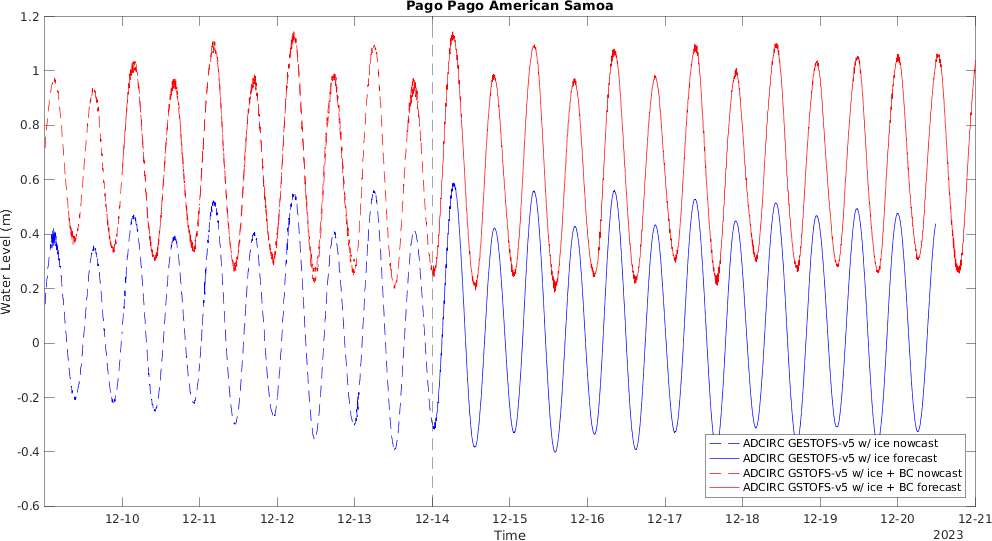 Pago Pago American Samoa
1.2
1
0.8
0.6
0.4
0.2
0
-0.2
-0.4
-0.6
Water Level (m)
ADCIRC GESTOFS-v5 w/ ice nowcast
ADCIRC GESTOFS-v5 w/ ice forecast
ADCIRC GSTOFS-v5 w/ ice + BC nowcast
ADCIRC GSTOFS-v5 w/ ice + BC forecast
12-10 12-11 12-12 12-13 12-14 12-15 12-16 12-17 12-18 12-19 12-20 12-21
Time
2023